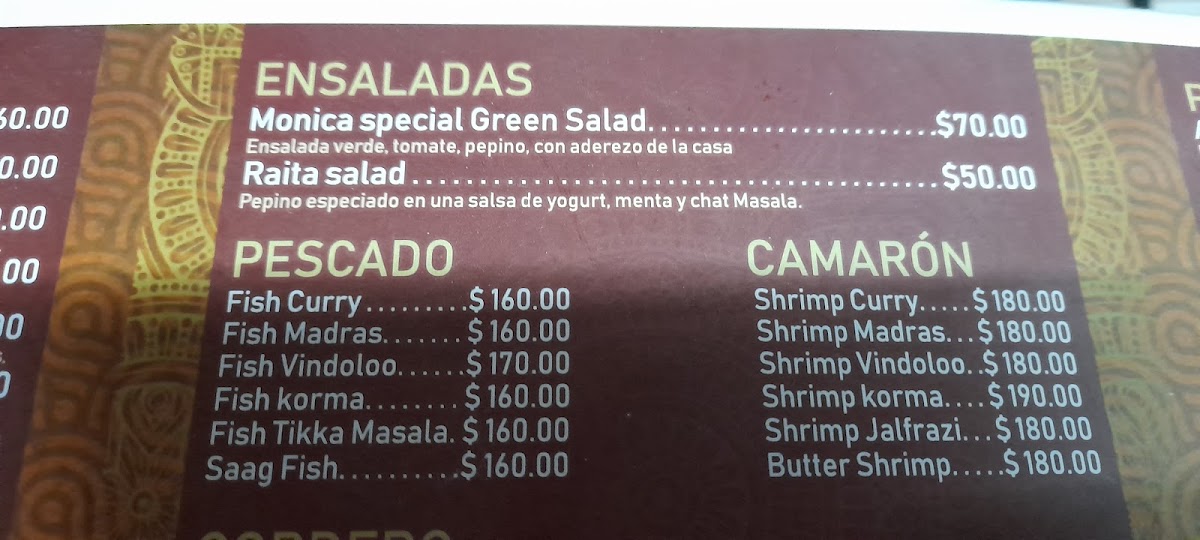 ENSALADAS
Monica special Green Salad............................$70.00
Ensalada verde, tomate, pepino, con aderezo de la casa
Raita salad......................................$50.00
Pepino especiado en una salsa de yogurt, menta y chat Masala.
PESCADO
Fish Curry..........$160.00
Fish Madras.......$160.00
Fish Vindoloo......$170.00
Fish korma........$160.00
Fish Tikka Masala.$160.00
Saag Fish..........$160.00
CAMARÓN
Shrimp Curry.....$180.00
Shrimp Madras...$180.00
Shrimp Vindoloo..$180.00
Shrimp korma....$190.00
Shrimp Jalfrazi...$180.00
Butter Shrimp.....$180.00